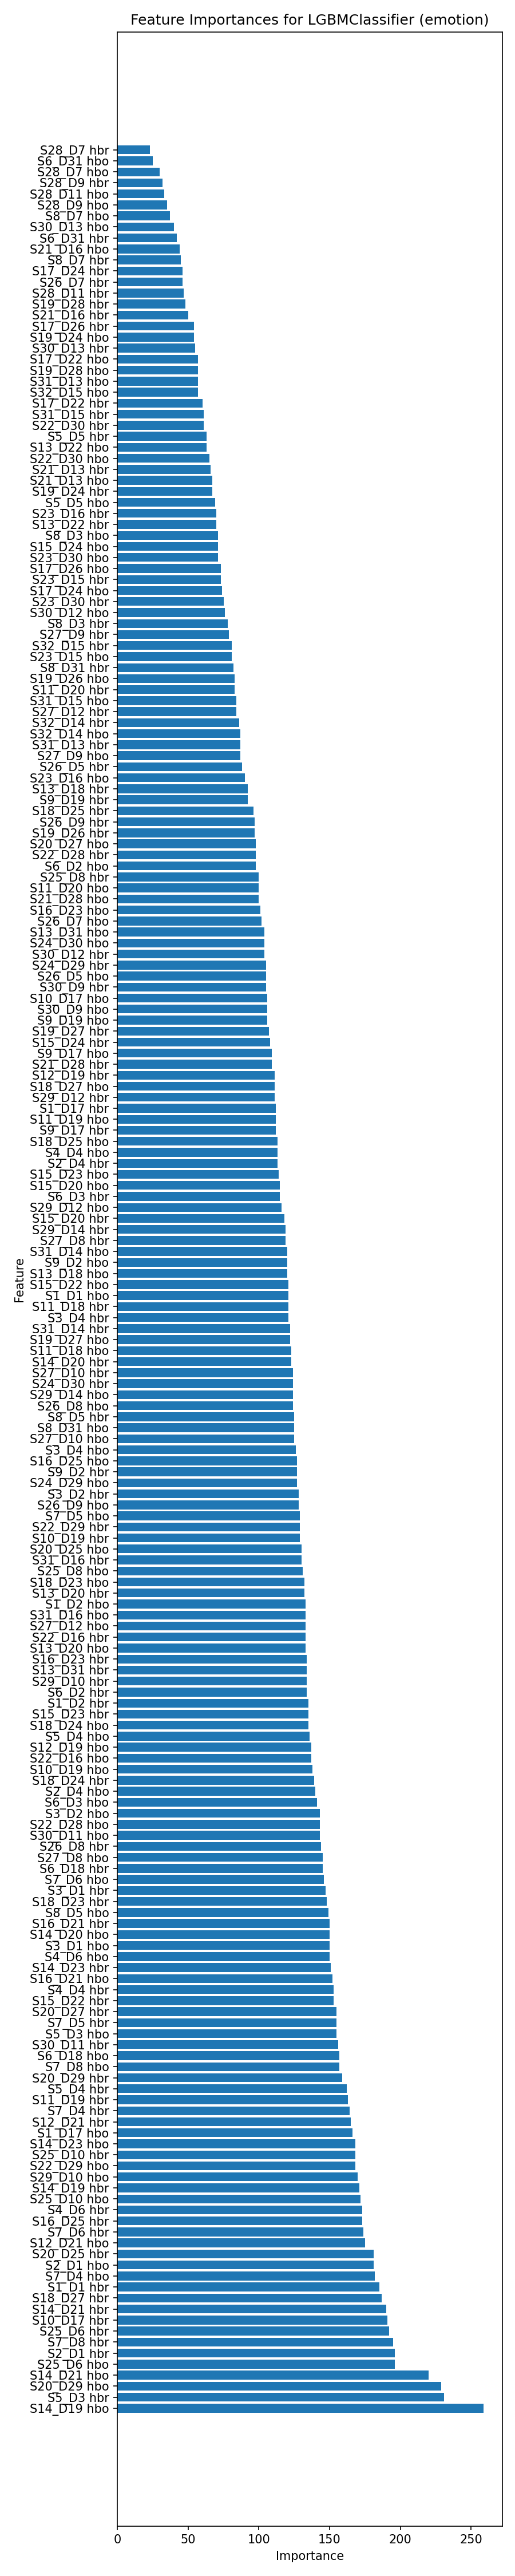 Feature Importances for LGBMClassifier (emotion)
S28_D7 hbr
S6_D31 hbo
S28_D7 hbo
S28_D9 hbr
S28_D11 hbo
S28_D9 hbo
S8_D7 hbo
S30_D13 hbo
S6_D31 hbr
S21_D16 hbo
S8_D7 hbr
S17_D24 hbr
S26_D7 hbr
S28_D11 hbr
S19_D28 hbr
S21_D16 hbr
S17_D26 hbo
S19_D24 hbo
S30_D13 hbr
S17_D22 hbo
S19_D28 hbo
S31_D13 hbo
S32_D15 hbo
S17_D22 hbr
S31_D15 hbr
S22_D30 hbr
S5_D5 hbr
S13_D22 hbo
S22_D30 hbo
S21_D13 hbr
S21_D13 hbo
S19_D24 hbr
S5_D5 hbo
S23_D16 hbr
S13_D22 hbr
S8_D3 hbr
S15_D24 hbo
S23_D30 hbo
S17_D26 hbr
S23_D15 hbr
S17_D24 hbo
S23_D30 hbr
S30_D12 hbo
S8_D3 hbo
S27_D9 hbr
S32_D15 hbr
S23_D15 hbo
S8_D31 hbr
S19_D26 hbo
S11_D20 hbr
S31_D15 hbo
S27_D12 hbr
S32_D14 hbr
S32_D14 hbo
S31_D13 hbr
S27_D9 hbo
S26_D5 hbr
S23_D16 hbo
S13_D18 hbr
S9_D19 hbr
S18_D25 hbr
S26_D9 hbr
S19_D26 hbr
S20_D27 hbo
S22_D28 hbr
S6_D2 hbo
S25_D8 hbr
S11_D20 hbo
S21_D28 hbo
S16_D23 hbo
S26_D7 hbo
S13_D31 hbo
S24_D30 hbo
S30_D12 hbr
S24_D29 hbr
S26_D5 hbo
S30_D9 hbr
S10_D17 hbo
S30_D9 hbo
S9_D19 hbo
S19_D27 hbr
S15_D24 hbr
S9_D17 hbo
S21_D28 hbr
S12_D19 hbr
S18_D27 hbo
S29_D12 hbr
S1_D17 hbr
S11_D19 hbo
S9_D17 hbr
S18_D25 hbo
S4_D4 hbo
S2_D4 hbr
S15_D23 hbo
S15_D20 hbo
S6_D3 hbr
S29_D12 hbo
S15_D20 hbr
S29_D14 hbr
S27_D8 hbr
S31_D14 hbo
S9_D2 hbo
S13_D18 hbo
S15_D22 hbr
S1_D1 hbo
S11_D18 hbr
S3_D4 hbr
S31_D14 hbr
S19_D27 hbo
S11_D18 hbo
S14_D20 hbr
S27_D10 hbr
S24_D30 hbr
S29_D14 hbo
S26_D8 hbo
S8_D5 hbr
S8_D31 hbo
S27_D10 hbo
S3_D4 hbo
S16_D25 hbo
S9_D2 hbr
S24_D29 hbo
S3_D2 hbr
S26_D9 hbo
S7_D5 hbo
S22_D29 hbr
S10_D19 hbr
S20_D25 hbo
S31_D16 hbr
S25_D8 hbo
S18_D23 hbo
S13_D20 hbr
S1_D2 hbo
S31_D16 hbo
S27_D12 hbo
S22_D16 hbr
S13_D20 hbo
S16_D23 hbr
S13_D31 hbr
S29_D10 hbr
S6_D2 hbr
S1_D2 hbr
S15_D23 hbr
S18_D24 hbo
S5_D4 hbo
S12_D19 hbo
S22_D16 hbo
S10_D19 hbo
S18_D24 hbr
S2_D4 hbo
S6_D3 hbo
S3_D2 hbo
S22_D28 hbo
S30_D11 hbo
S26_D8 hbr
S27_D8 hbo
S6_D18 hbr
S7_D6 hbo
S3_D1 hbr
S18_D23 hbr
S8_D5 hbo
S16_D21 hbr
S14_D20 hbo
S3_D1 hbo
S4_D6 hbo
S14_D23 hbr
S16_D21 hbo
S4_D4 hbr
S15_D22 hbo
S20_D27 hbr
S7_D5 hbr
S5_D3 hbo
S30_D11 hbr
S6_D18 hbo
S7_D8 hbo
S20_D29 hbr
S5_D4 hbr
S11_D19 hbr
S7_D4 hbr
S12_D21 hbr
S1_D17 hbo
S14_D23 hbo
S25_D10 hbr
S22_D29 hbo
S29_D10 hbo
S14_D19 hbr
S25_D10 hbo
S4_D6 hbr
S16_D25 hbr
S7_D6 hbr
S12_D21 hbo
S20_D25 hbr
S2_D1 hbr
S7_D4 hbo
S1_D1 hbr
S18_D27 hbr
S14_D21 hbr
S10_D17 hbr
S25_D6 hbr
S7_D8 hbr
S2_D1 hbo
S25_D6 hbo
S14_D21 hbo
S20_D29 hbo
S5_D3 hbr
S14_D19 hbo
Feature
0 50 100 150 200 250
Importance